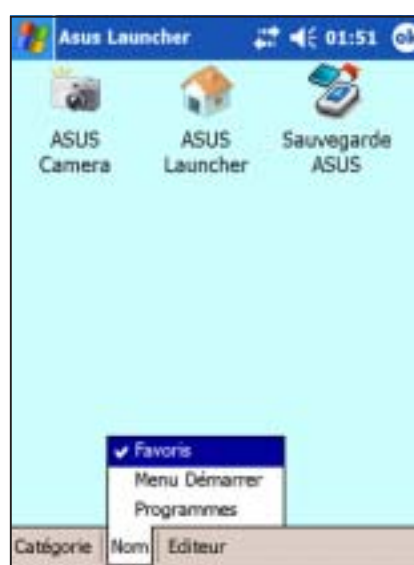 Asus Launcher 01:51 ok
ASUS Camera
ASUS Launcher
Sauvegarde ASUS
Favoris
Menu Démarrer
Programmes
Catégorie Nom Editeur